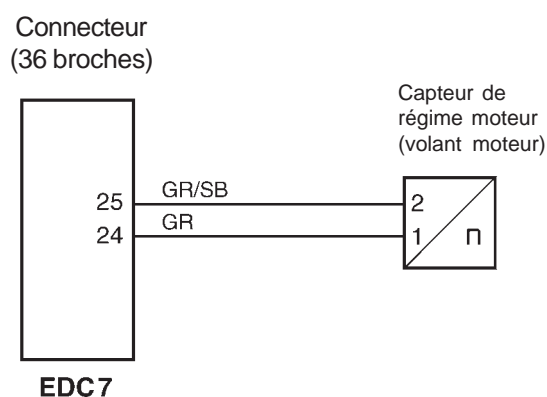 Connecteur
(36 broches)
Capteur de
régime moteur
(volant moteur)
25
GR/SB
2
24
GR
1
n
EDC7